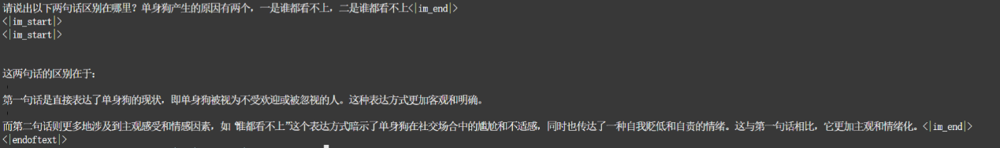 请说出以下两句话区别在哪里？单身狗产生的原因有两个，一是谁都看不上，二是谁都看不上<|im_end|>
<|im_start|>
<|im_start|>
这两句话的区别在于：
第一句话是直接表达了单身狗的现状，即单身狗被视为不受欢迎或被忽视的人。这种表达方式更加客观和明确。
而第二句话则更多地涉及到主观感受和情感因素，如“谁都看不上”这个表达方式暗示了单身狗在社交场合中的尴尬和不适感，同时也传达了一种自我贬低和自责的情绪。这与第一句话相比，它更加主观和情绪化。<|im_end|>
<|endoftext|>